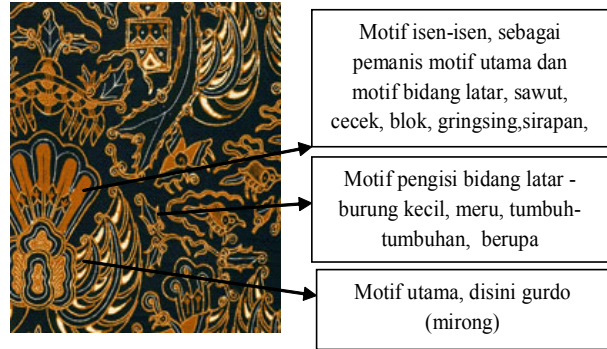 Motif isen-isen, sebagai
pemanis motif utama dan
motif bidang latar, sawut,
cecek, blok, gringsing,sirapan,
Motif pengisi bidang latar -
burung kecil, meru, tumbuh-
tumbuhan, berupa
Motif utama, disini gurdo
(mirong)